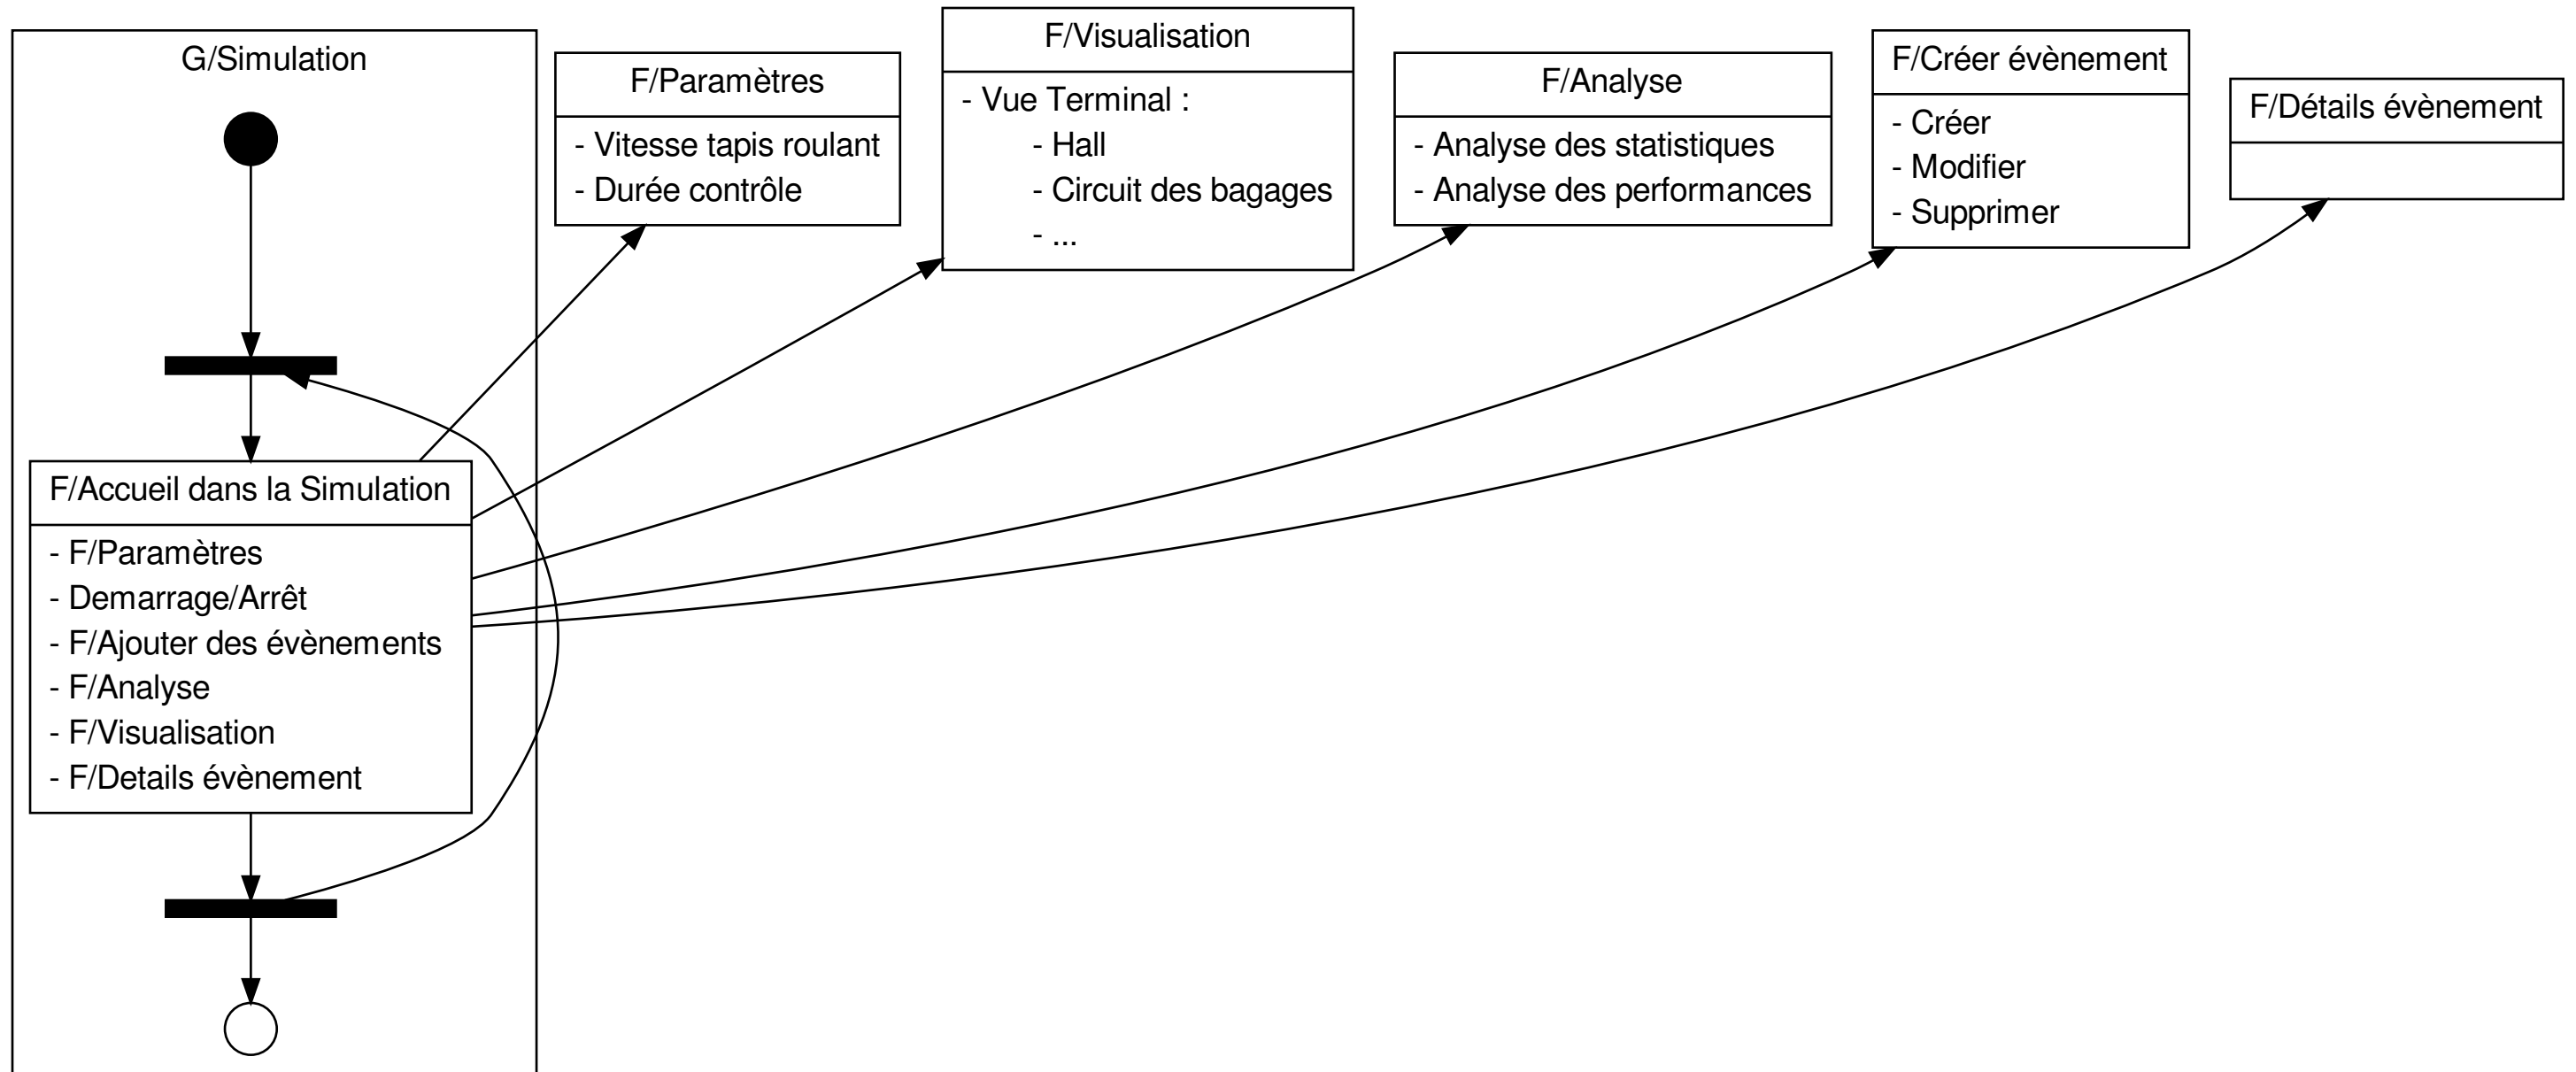 G/Simulation
F/Accueil dans la Simulation
- F/Paramètres
- Demarrage/Arrêt
- F/Ajouter des évènements
- F/Analyse
- F/Visualisation
- F/Details évènement
F/Paramètres
- Vitesse tapis roulant
- Durée contrôle
F/Visualisation
- Vue Terminal :
- Hall
- Circuit des bagages
- ...
F/Analyse
- Analyse des statistiques
- Analyse des performances
F/Créer évènement
- Créer
- Modifier
- Supprimer
F/Détails évènement